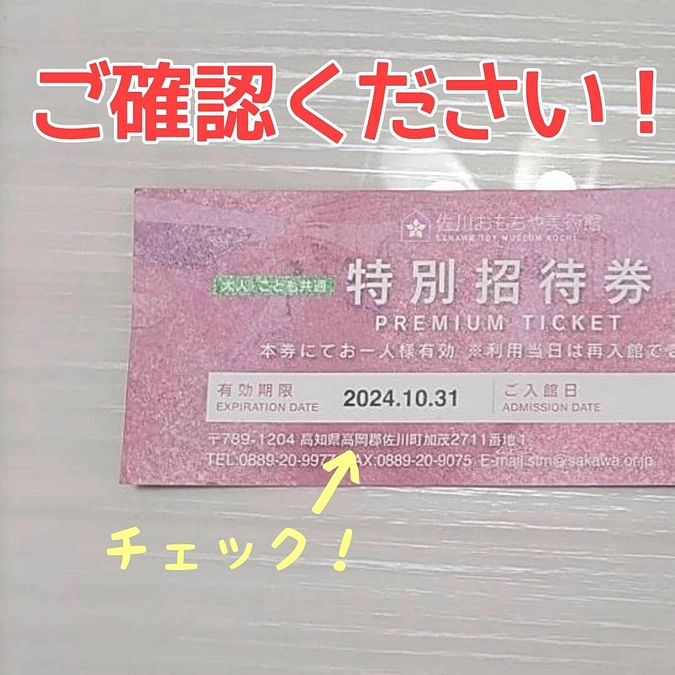 ご確認ください！
佐川おもちゃ美術館
SAKAWA TOY MUSEUM KOCHI
大人・こども共通
特別招待券
PREMIUM TICKET
本券にてお一人様有効 ※利用当日は再入館でき
有効期限
EXPIRATION DATE
2024.10.31
ご入館日
ADMISSION DATE
〒789-1204 高知県高岡郡佐川町加茂2711番地1
TEL:0889-20-9977 FAX:0889-20-9075 E-mail.stm@sakawa.or.jp
チェック！